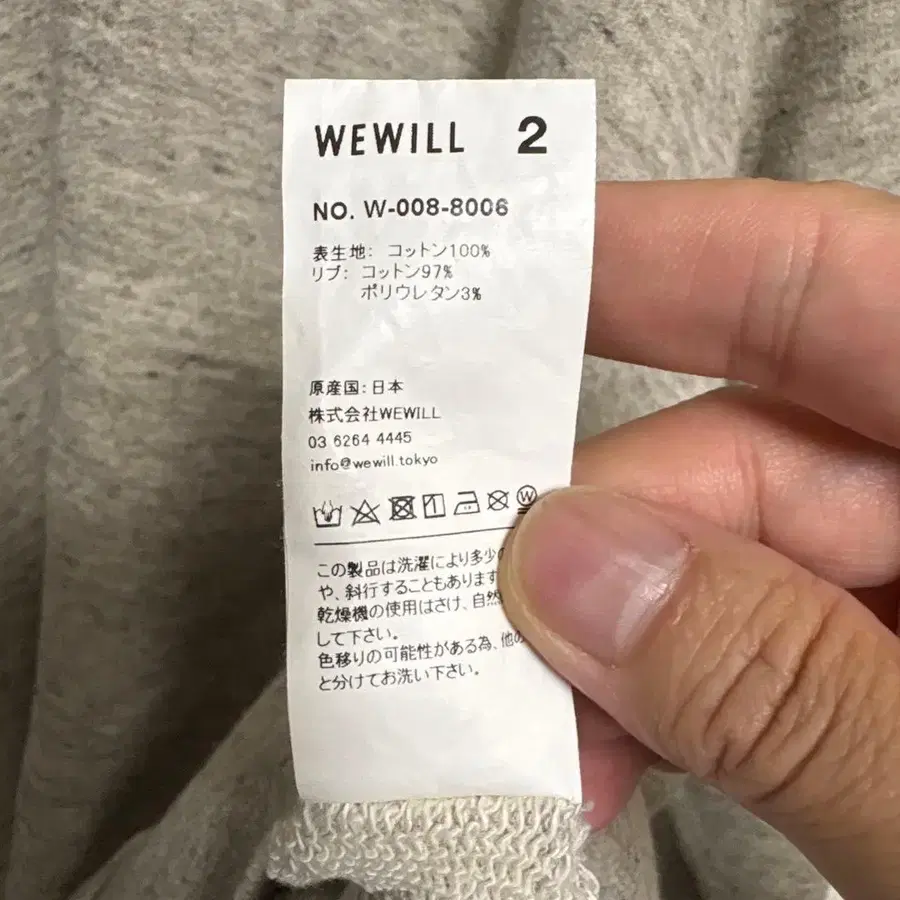 WEWILL 2
NO. W-008-8006
表生地: コットン100%
リブ: コットン97%
ポリウレタン3%
原産国:日本
株式会社WEWILL
03 6264 4445
info@wewill.tokyo
W
この製品は洗濯により多少の
や、斜行することもあります
乾燥機の使用はさけ、自然
して下さい。
色移りの可能性がある為、他の
と分けてお洗い下さい。